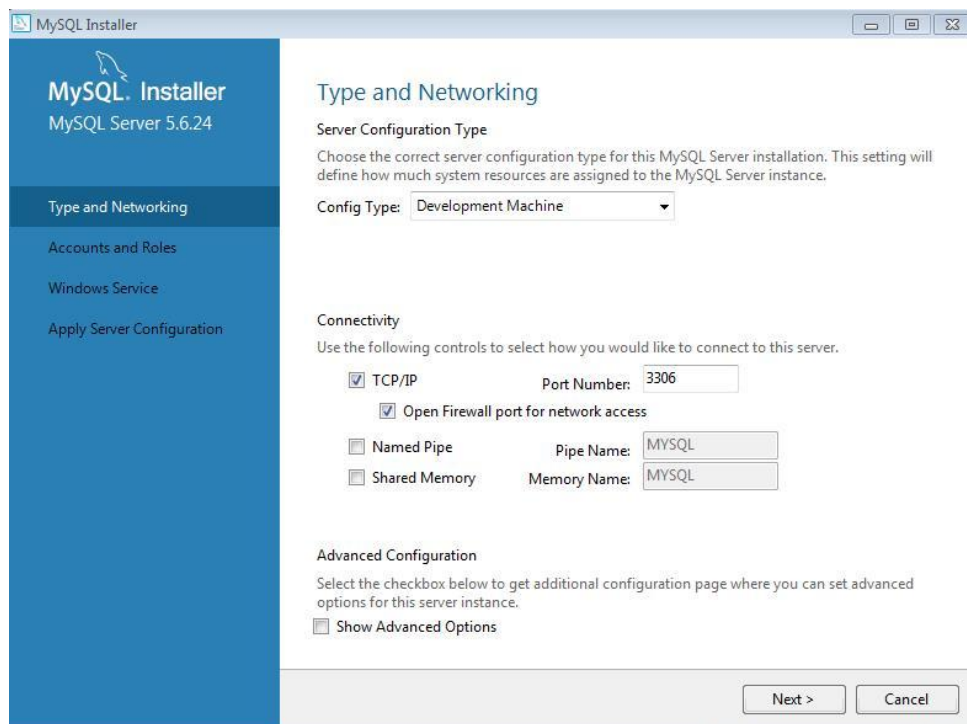 MySQL Installer
MySQL. Installer
MySQL Server 5.6.24
Type and Networking
Accounts and Roles
Windows Service
Apply Server Configuration
Type and Networking
Server Configuration Type
Choose the correct server configuration type for this MySQL Server installation. This setting will
define how much system resources are assigned to the MySQL Server instance.
Config Type: Development Machine
Connectivity
Use the following controls to select how you would like to connect to this server.
TCP/IP Port Number: 3306
Open Firewall port for network access
Named Pipe Pipe Name: MYSQL
Shared Memory Memory Name: MYSQL
Advanced Configuration
Select the checkbox below to get additional configuration page where you can set advanced
options for this server instance.
Show Advanced Options
Next > Cancel